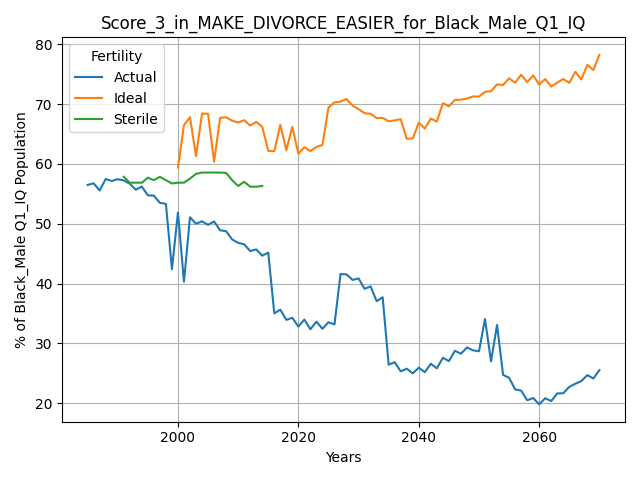 Score_3_in_MAKE_DIVORCE_EASIER_for_Black_Male_Q1_IQ
Fertility
Actual
Ideal
Sterile
% of Black_Male Q1_IQ Population
80
70
60
50
40
30
20
2000 2020 2040 2060
Years